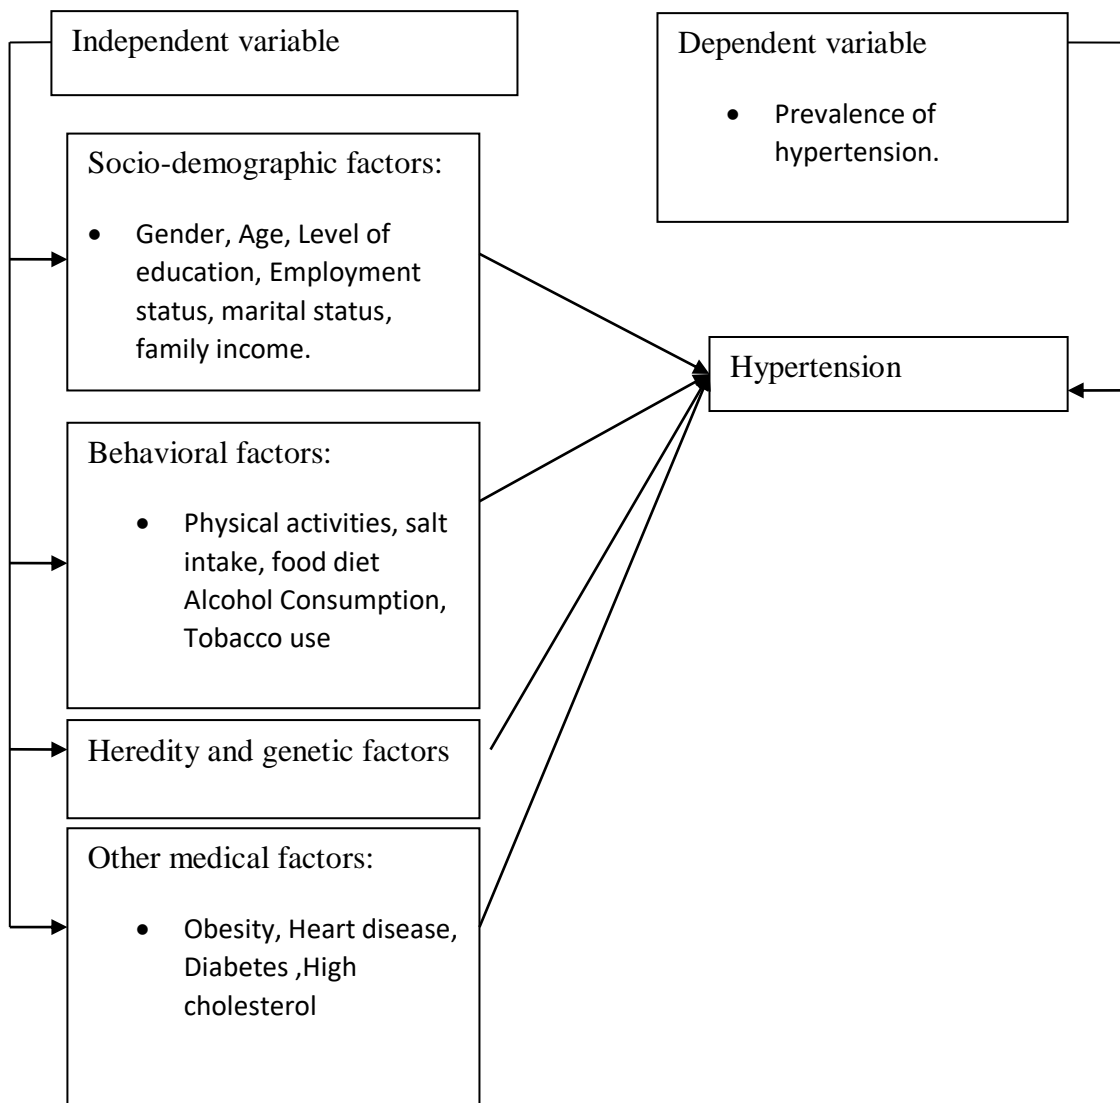 Independent variable
Dependent variable
• Prevalence of
hypertension.
Socio-demographic factors:
• Gender, Age, Level of
education, Employment
status, marital status,
family income.
Hypertension
Behavioral factors:
• Physical activities, salt
intake, food diet
Alcohol Consumption,
Tobacco use
Heredity and genetic factors
Other medical factors:
• Obesity, Heart disease,
Diabetes ,High
cholesterol